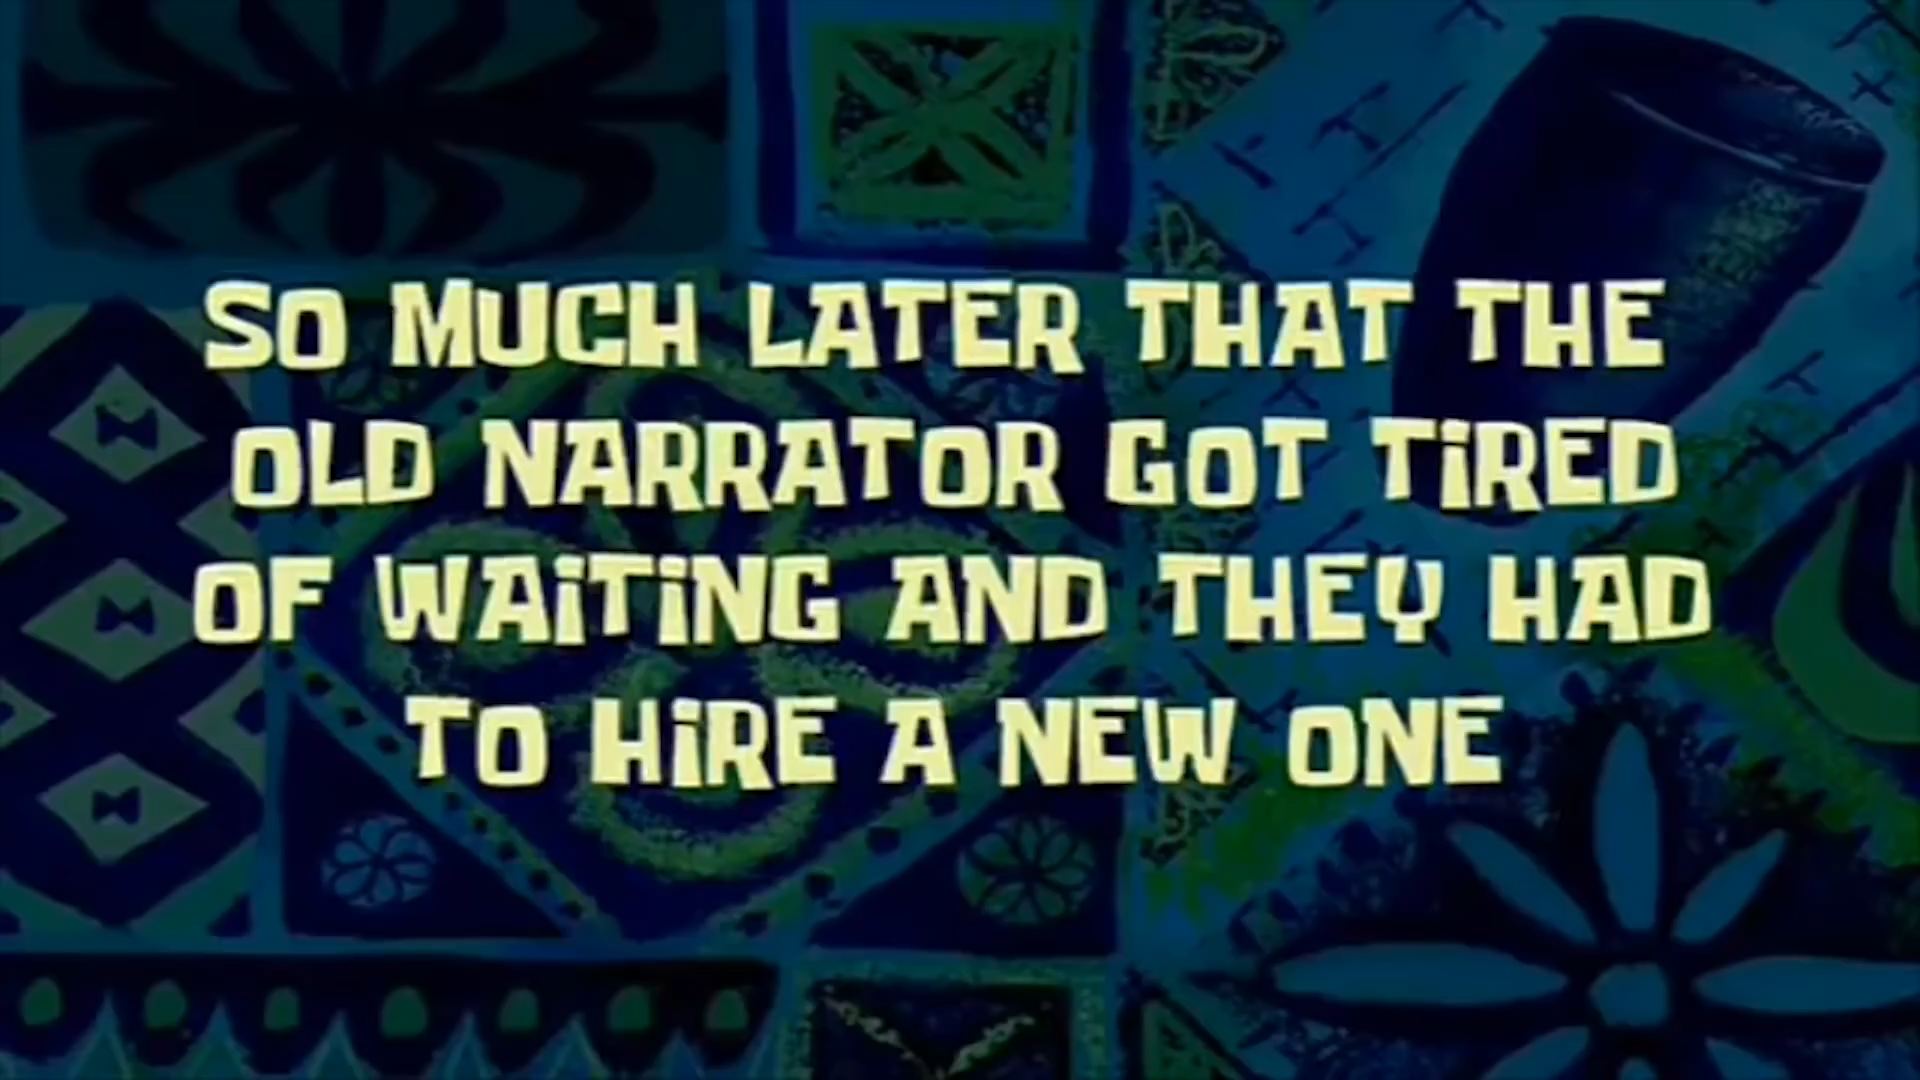 SO MUCH LATER THAT THE
OLD NARRATOR GOT TiRED
OF WAiTiNG AND THEY HAD
TO HiRE A NEW ONE